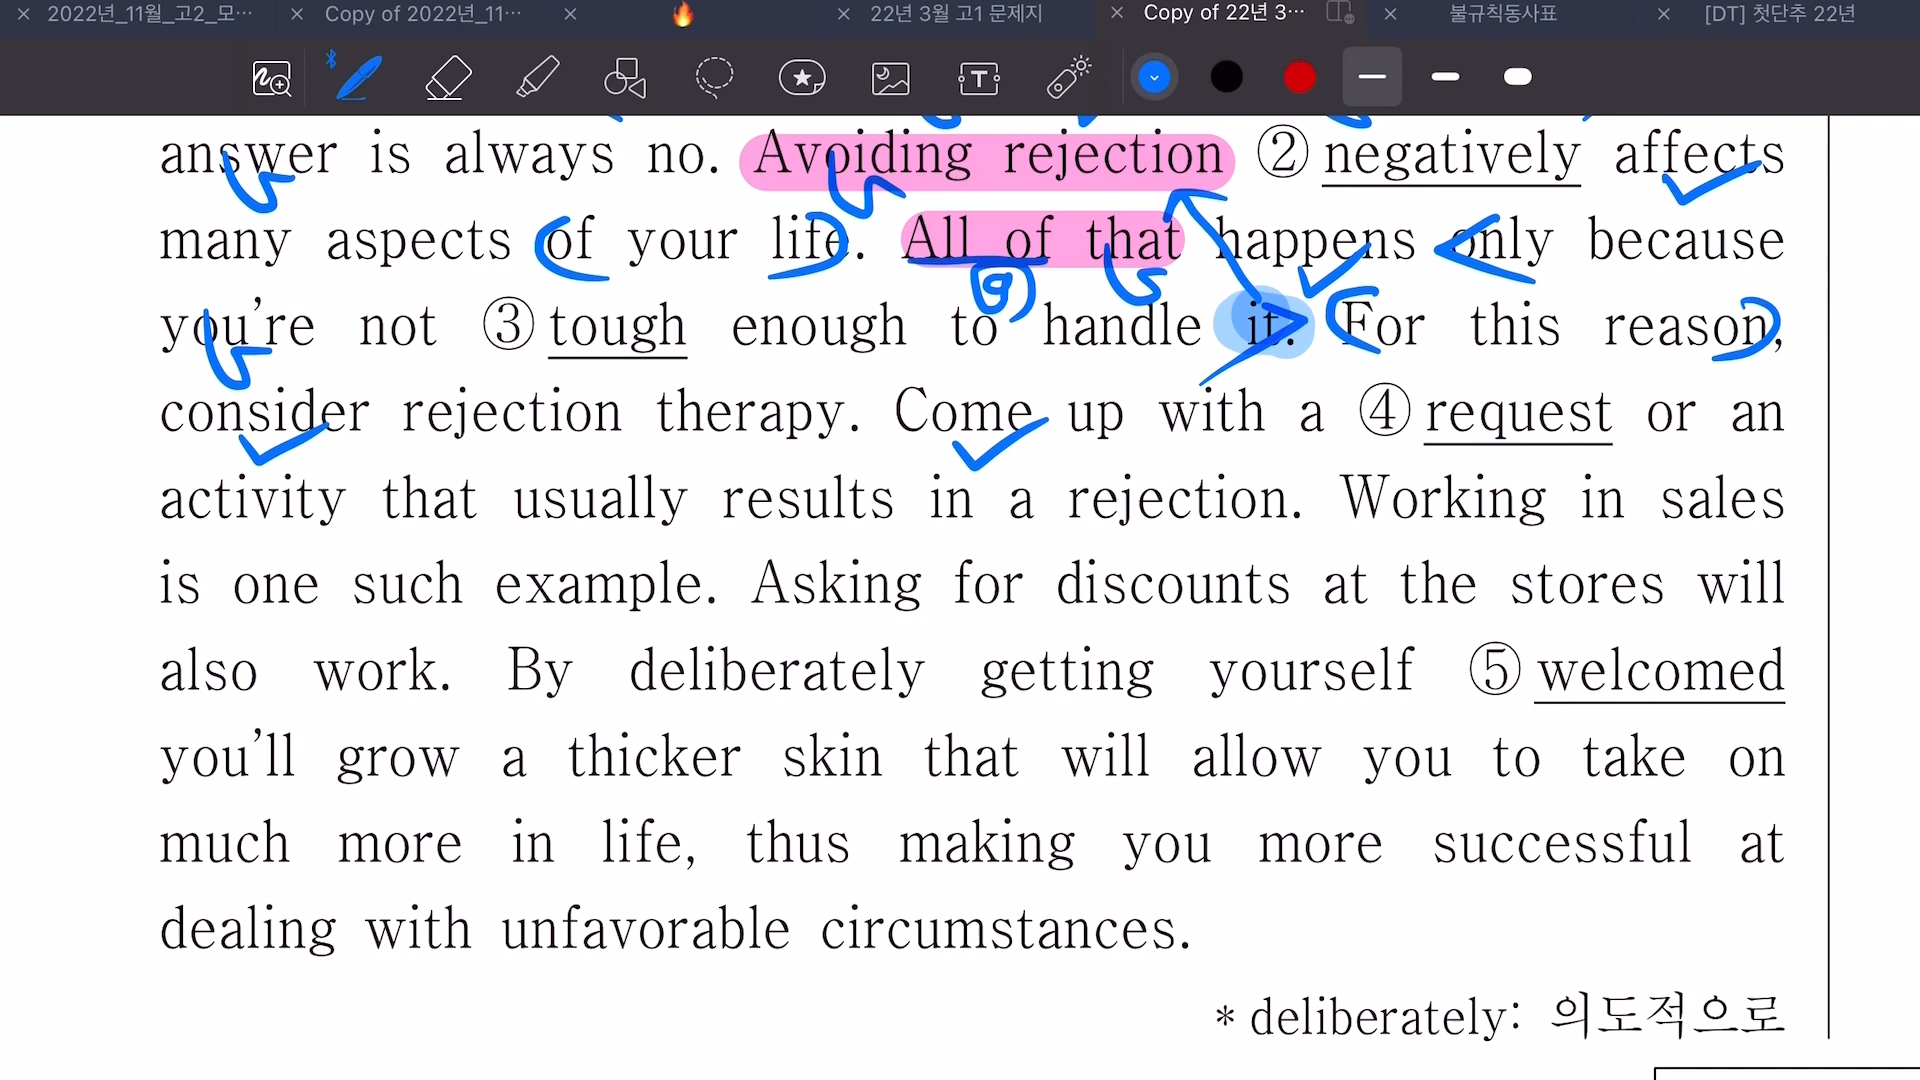 2022년_11월_고2_모… Copy of 2022년_11… 🔥 22년 3월 고1 문제지 Copy of 22년 3… 불규칙동사표 [DT] 첫단추 22년
answer is always no. Avoiding rejection ② negatively affects
many aspects of your life. All of that happens only because
you're not ③ tough enough to handle it. For this reason,
consider rejection therapy. Come up with a ④ request or an
activity that usually results in a rejection. Working in sales
is one such example. Asking for discounts at the stores will
also work. By deliberately getting yourself ⑤ welcomed
you'll grow a thicker skin that will allow you to take on
much more in life, thus making you more successful at
dealing with unfavorable circumstances.
* deliberately: 의도적으로